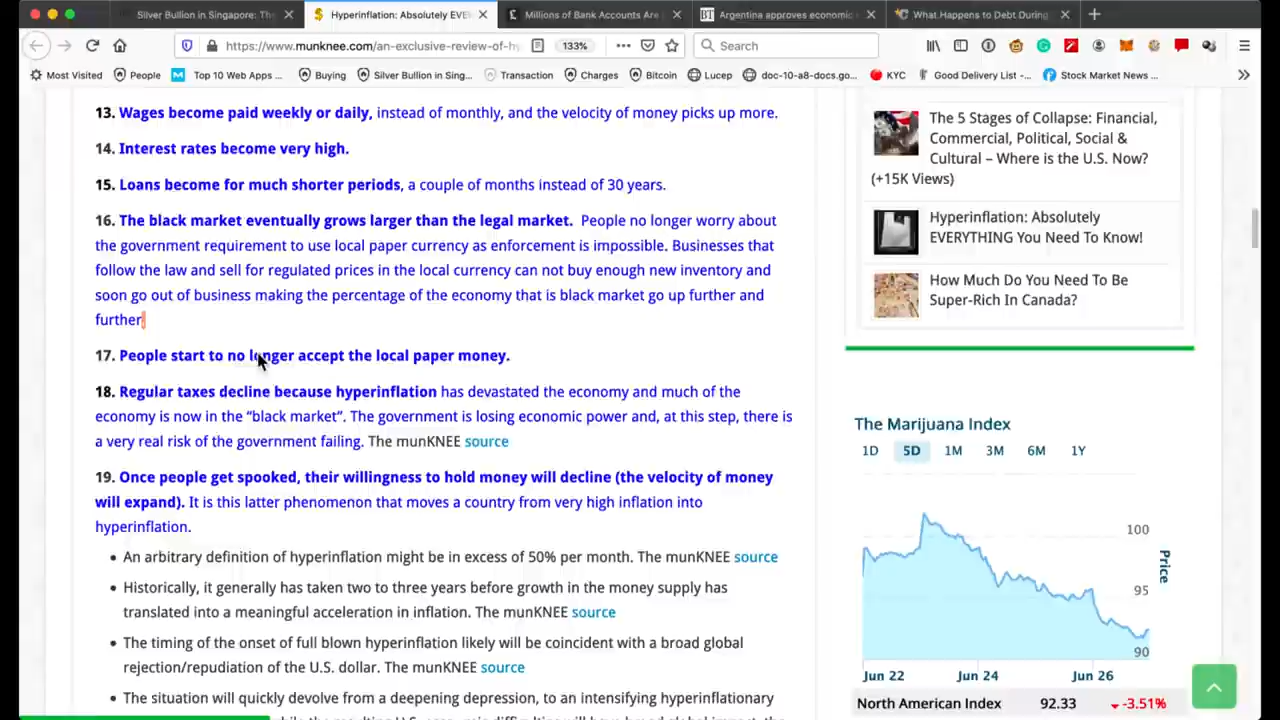 Silver Bullion in Singapore: The
Hyperinflation: Absolutely EVE
Millions of Bank Accounts Are
Argentina approves economic
What Happens to Debt During
https://www.munknee.com/an-exclusive-review-of-hy
133%
Search
Most Visited
People
Top 10 Web Apps ...
Buying
Silver Bullion in Sing...
Transaction
Charges
Bitcoin
Lucep
doc-10-a8-docs.go...
KYC
Good Delivery List -...
Stock Market News ...
13. Wages become paid weekly or daily, instead of monthly, and the velocity of money picks up more.
14. Interest rates become very high.
15. Loans become for much shorter periods, a couple of months instead of 30 years.
16. The black market eventually grows larger than the legal market. People no longer worry about
the government requirement to use local paper currency as enforcement is impossible. Businesses that
follow the law and sell for regulated prices in the local currency can not buy enough new inventory and
soon go out of business making the percentage of the economy that is black market go up further and
further.
17. People start to no longer accept the local paper money.
18. Regular taxes decline because hyperinflation has devastated the economy and much of the
economy is now in the “black market”. The government is losing economic power and, at this step, there is
a very real risk of the government failing. The munKNEE source
19. Once people get spooked, their willingness to hold money will decline (the velocity of money
will expand). It is this latter phenomenon that moves a country from very high inflation into
hyperinflation.
• An arbitrary definition of hyperinflation might be in excess of 50% per month. The munKNEE source
• Historically, it generally has taken two to three years before growth in the money supply has
translated into a meaningful acceleration in inflation. The munKNEE source
• The timing of the onset of full blown hyperinflation likely will be coincident with a broad global
rejection/repudiation of the U.S. dollar. The munKNEE source
• The situation will quickly devolve from a deepening depression, to an intensifying hyperinflationary
The 5 Stages of Collapse: Financial,
Commercial, Political, Social &
Cultural – Where is the U.S. Now?
(+15K Views)
Hyperinflation: Absolutely
EVERYTHING You Need To Know!
How Much Do You Need To Be
Super-Rich In Canada?
The Marijuana Index
1D 5D 1M 3M 6M 1Y
100
95
90
Price
Jun 22 Jun 24 Jun 26
North American Index 92.33 -3.51%